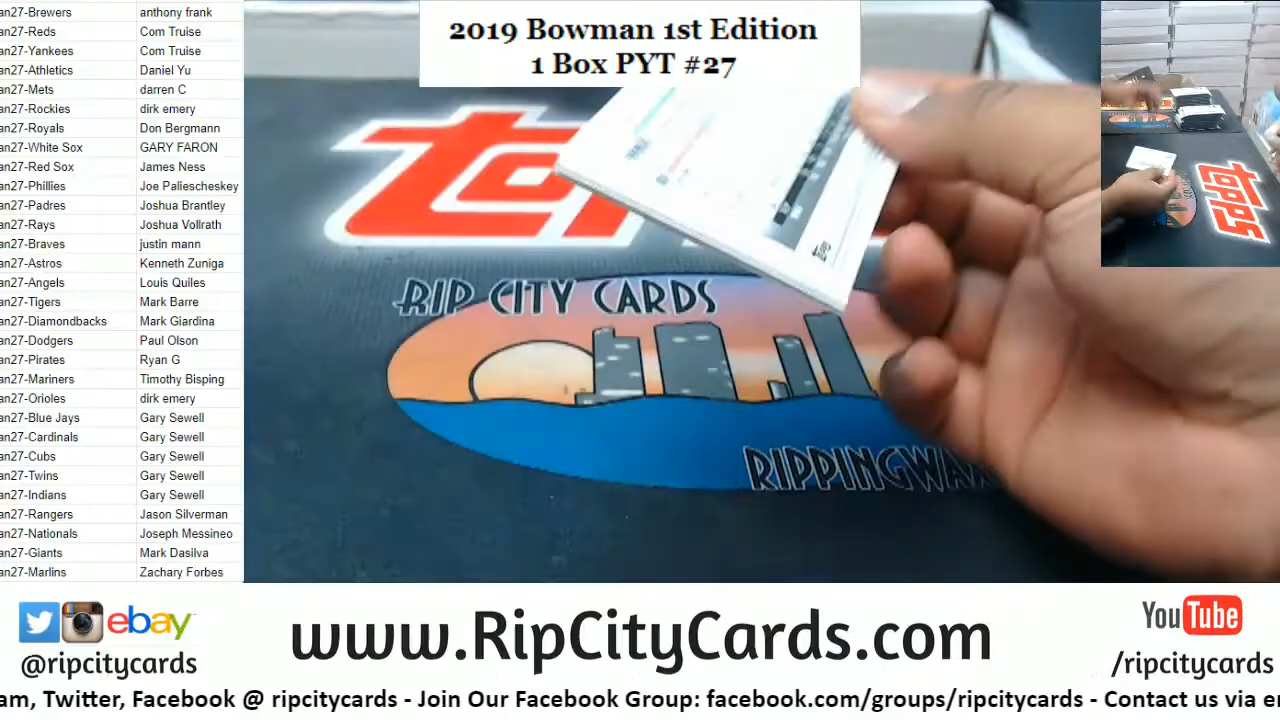 2019 Bowman 1st Edition
1 Box PYT #27
an27-Brewers anthony frank
an27-Reds Com Truise
an27-Yankees Com Truise
an27-Athletics Daniel Yu
an27-Mets darren C
an27-Rockies dirk emery
an27-Royals Don Bergmann
an27-White Sox GARY FARON
an27-Red Sox James Ness
an27-Phillies Joe Paliescheskey
an27-Padres Joshua Brantley
an27-Rays Joshua Vollrath
an27-Braves justin mann
an27-Astros Kenneth Zuniga
an27-Angels Louis Quiles
an27-Tigers Mark Barre
an27-Diamondbacks Mark Giardina
an27-Dodgers Paul Olson
an27-Pirates Ryan G
an27-Mariners Timothy Bisping
an27-Orioles dirk emery
an27-Blue Jays Gary Sewell
an27-Cardinals Gary Sewell
an27-Cubs Gary Sewell
an27-Twins Gary Sewell
an27-Indians Gary Sewell
an27-Rangers Jason Silverman
an27-Nationals Joseph Messineo
an27-Giants Mark Dasilva
an27-Marlins Zachary Forbes
RIP CITY CARDS
RIPPINGWAX
topps
ebay
@ripcitycards
www.RipCityCards.com
YouTube
/ripcitycards
am, Twitter, Facebook @ ripcitycards - Join Our Facebook Group: facebook.com/groups/ripcitycards - Contact us via en